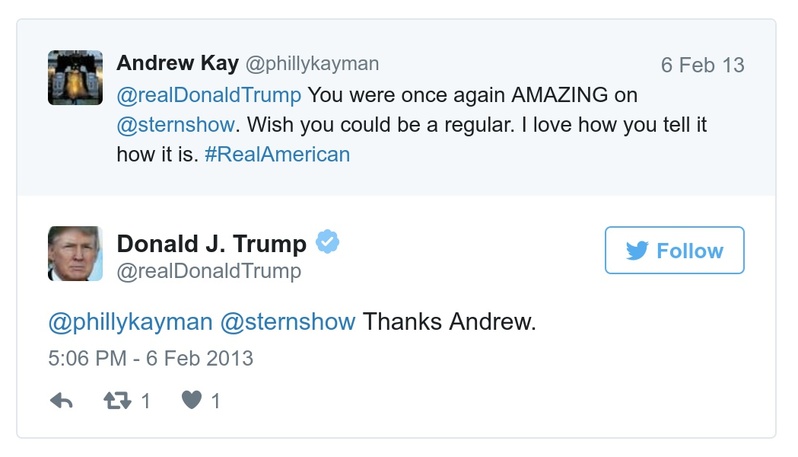 Andrew Kay @phillykayman 6 Feb 13
@realDonaldTrump You were once again AMAZING on
@sternshow. Wish you could be a regular. I love how you tell it
how it is. #RealAmerican
Donald J. Trump
@realDonaldTrump
Follow
@phillykayman @sternshow Thanks Andrew.
5:06 PM - 6 Feb 2013
1 1